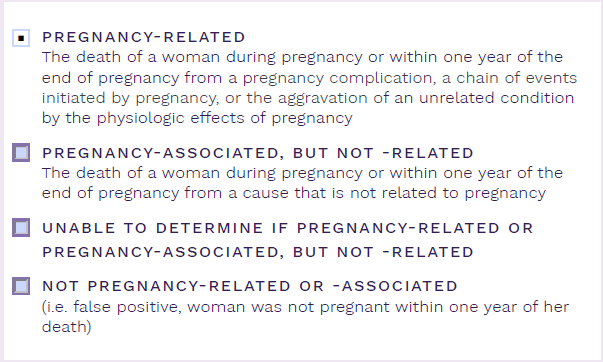 PREGNANCY-RELATED
The death of a woman during pregnancy or within one year of the
end of pregnancy from a pregnancy complication, a chain of events
initiated by pregnancy, or the aggravation of an unrelated condition
by the physiologic effects of pregnancy
PREGNANCY-ASSOCIATED, BUT NOT -RELATED
The death of a woman during pregnancy or within one year of the
end of pregnancy from a cause that is not related to pregnancy
UNABLE TO DETERMINE IF PREGNANCY-RELATED OR
PREGNANCY-ASSOCIATED, BUT NOT -RELATED
NOT PREGNANCY-RELATED OR -ASSOCIATED
(i.e. false positive, woman was not pregnant within one year of her
death)